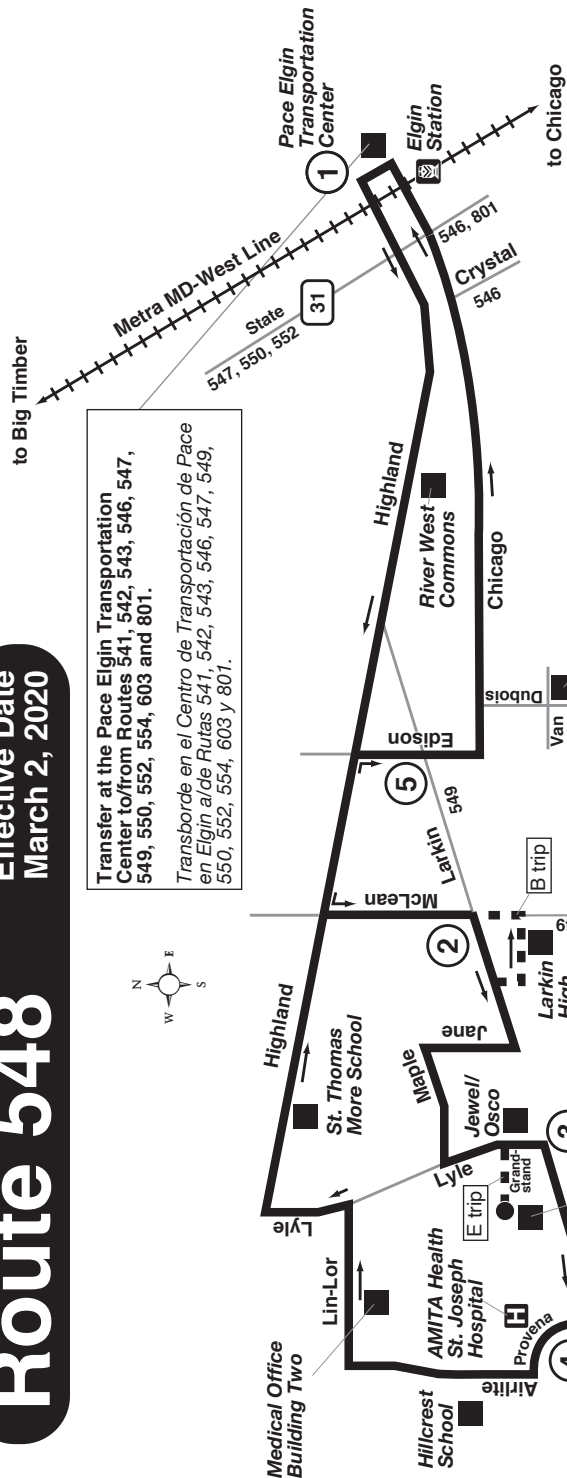 Route 548
Effective Date
March 2, 2020
Transfer at the Pace Elgin Transportation
Center to/from Routes 541, 542, 543, 546, 547,
549, 550, 552, 554, 603 and 801.
Transborde en el Centro de Transportación de Pace
en Elgin a/de Rutas 541, 542, 543, 546, 547, 549,
550, 552, 554, 603 y 801.
to Big Timber
Metra MD-West Line
Pace Elgin
Transportation
Center
1
Elgin
Station
to Chicago
State
31
547, 550, 552
546, 801
Crystal
546
Highland
River West
Commons
Chicago
Dubois
Van
Edison
5
549
Larkin
McLean
2
B trip
Larkin
High
N
W
E
S
Highland
St. Thomas
More School
Jane
Maple
Jewel/
Osco
3
Lyle
Grand-
stand
E trip
Lyle
Lin-Lor
Medical Office
Building Two
AMITA Health
St. Joseph
Hospital
H
Provena
4
Airlite
Hillcrest
School